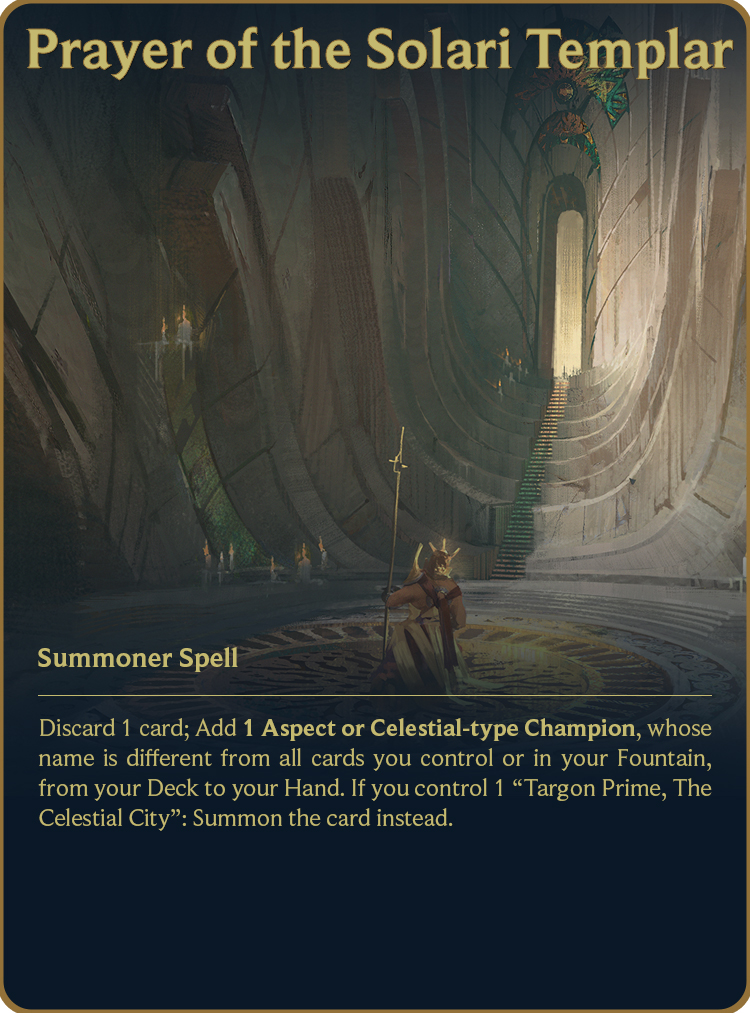 Prayer of the Solari Templar
Summoner Spell
Discard 1 card; Add 1 Aspect or Celestial-type Champion, whose
name is different from all cards you control or in your Fountain,
from your Deck to your Hand. If you control 1 “Targon Prime, The
Celestial City”: Summon the card instead.